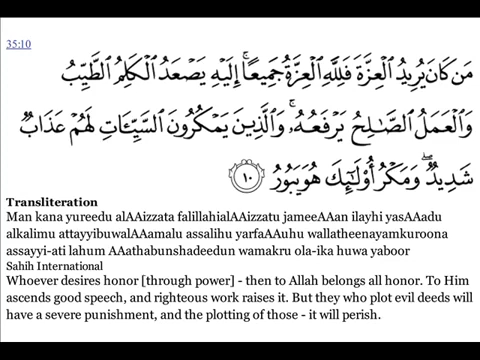 35:10
مَن كَانَ يُرِيدُ الْعِزَّةَ فَلِلَّهِ الْعِزَّةُ جَمِيعًا ۚ إِلَيْهِ يَصْعَدُ الْكَلِمُ الطَّيِّبُ
وَالْعَمَلُ الصَّالِحُ يَرْفَعُهُ ۚ وَالَّذِينَ يَمْكُرُونَ السَّيِّئَاتِ لَهُمْ عَذَابٌ
شَدِيدٌ ۖ وَمَكْرُ أُولَٰئِكَ هُوَ يَبُورُ ١٠
Transliteration
Man kana yureedu alAAizzata falillahialAAizzatu jameeAAan ilayhi yasAAadu
alkalimu attayyibuwalAAamalu assalihu yarfaAAuhu wallatheenayamkuroona
assayyi-ati lahum AAathabunshadeedun wamakru ola-ika huwa yaboor
Sahih International
Whoever desires honor [through power] - then to Allah belongs all honor. To Him
ascends good speech, and righteous work raises it. But they who plot evil deeds will
have a severe punishment, and the plotting of those - it will perish.